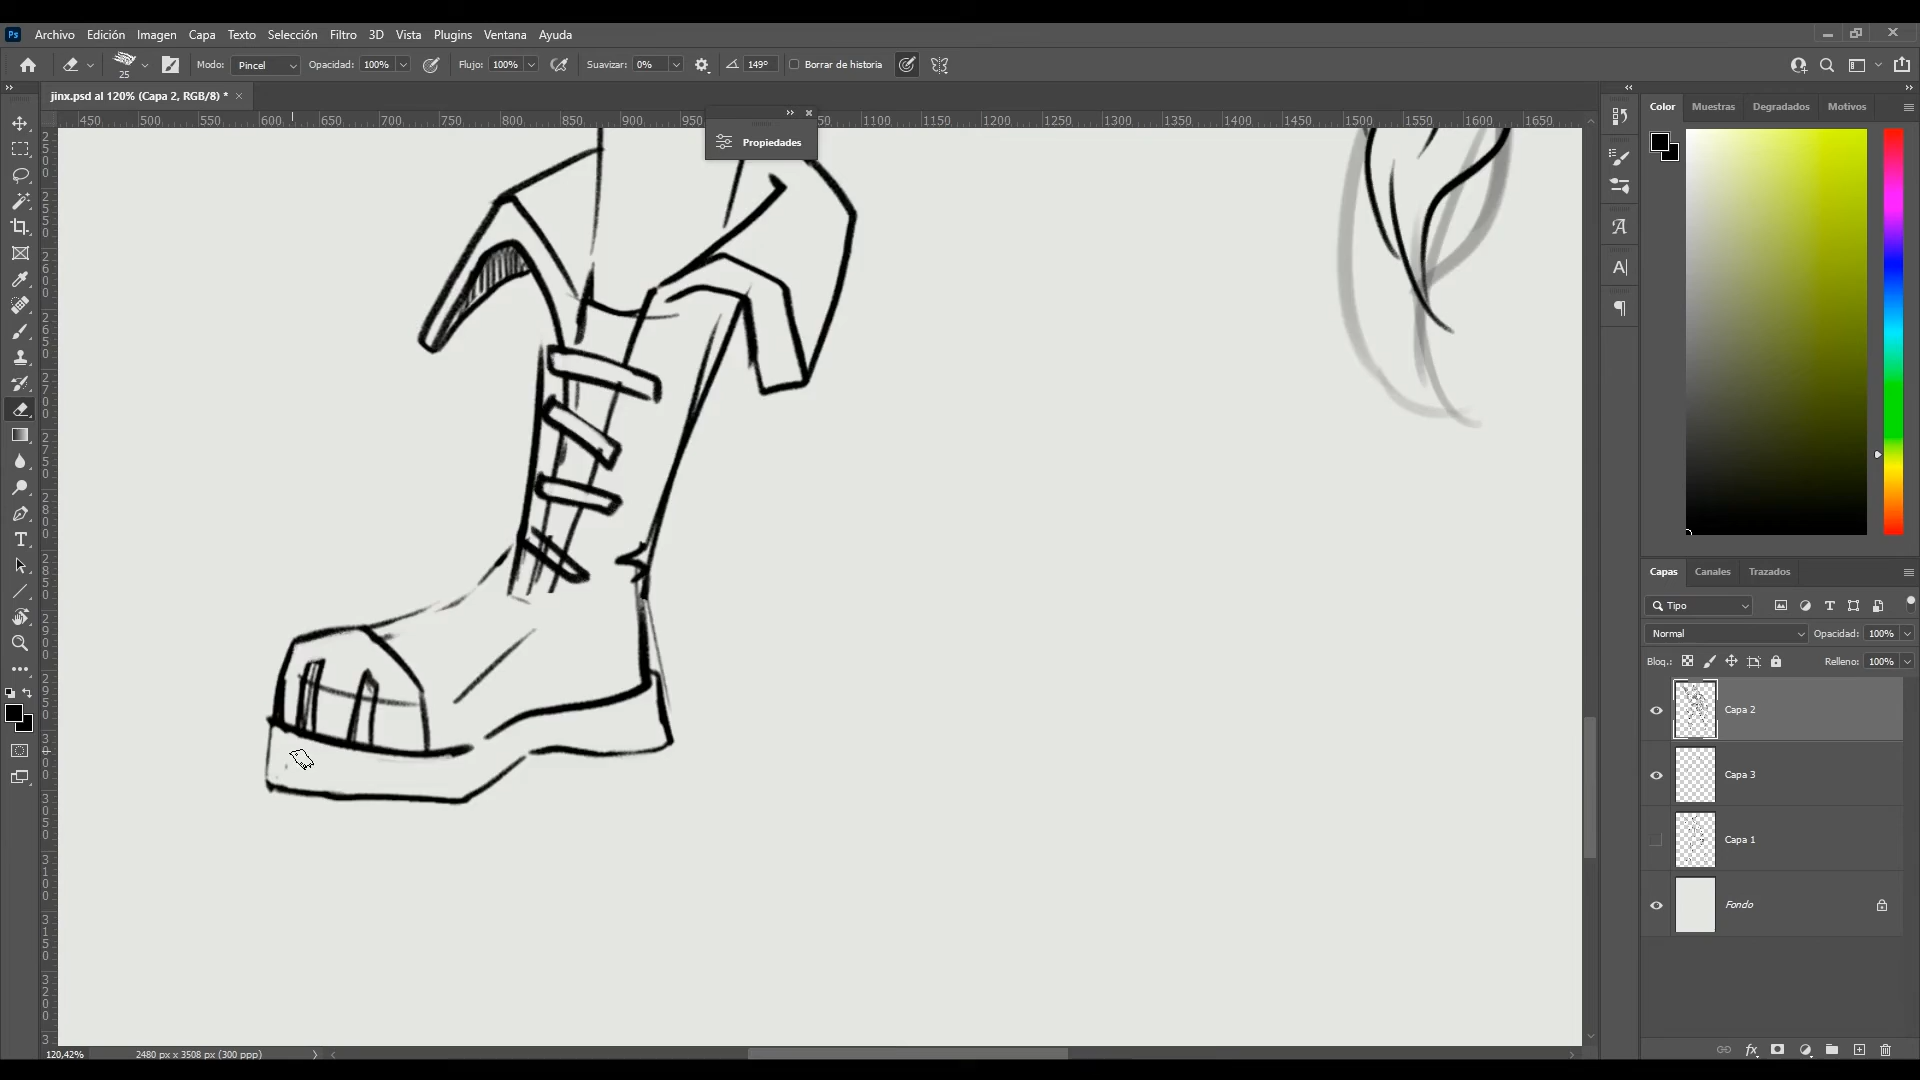 Ps Archivo Edición Imagen Capa Texto Selección Filtro 3D Vista Plugins Ventana Ayuda
25 Modo: Pincel Opacidad: 100% Flujo: 100% Suavizar: 0% 149° Borrar de historia
jinx.psd al 120% (Capa 2, RGB/8) * ×
450 500 550 600 650 700 750 800 850 900 950 1050 1100 1150 1200 1250 1300 1350 1400 1450 1500 1550 1600 1650
Propiedades
Color Muestras Degradados Motivos
Capas Canales Trazados
Tipo
Normal Opacidad: 100%
Bloq.: Relleno: 100%
Capa 2
Capa 3
Capa 1
Fondo
120,42% 2480 px x 3508 px (300 ppp)